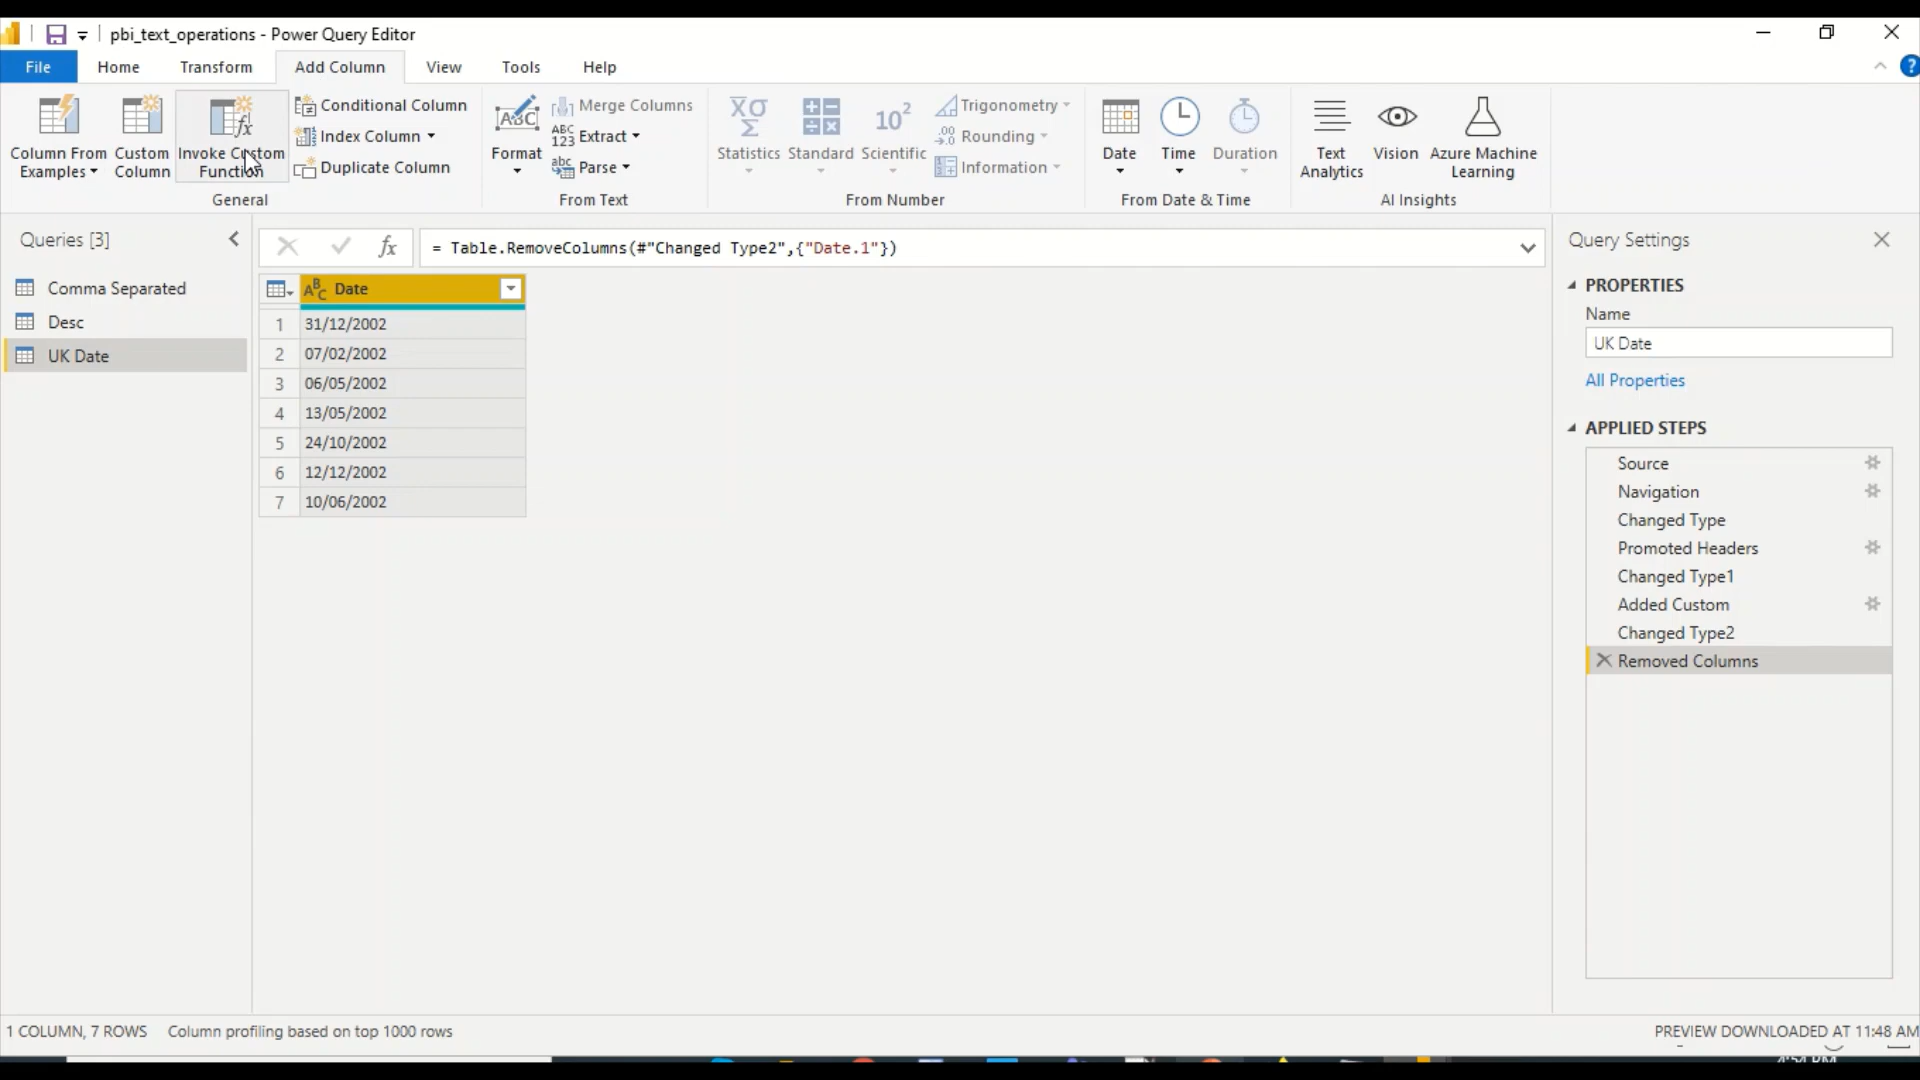 pbi_text_operations - Power Query Editor
File Home Transform Add Column View Tools Help
Column From Examples
Custom Column
Invoke Custom Function
Conditional Column
Index Column
Duplicate Column
General
Format
Merge Columns
Extract
Parse
From Text
Statistics
Standard
Scientific
Trigonometry
Rounding
Information
From Number
Date
Time
Duration
From Date & Time
Text Analytics
Vision
Azure Machine Learning
AI Insights
Queries [3]
Comma Separated
Desc
UK Date
= Table.RemoveColumns(#"Changed Type2",{"Date.1"})
Date
1 31/12/2002
2 07/02/2002
3 06/05/2002
4 13/05/2002
5 24/10/2002
6 12/12/2002
7 10/06/2002
Query Settings
PROPERTIES
Name
UK Date
All Properties
APPLIED STEPS
Source
Navigation
Changed Type
Promoted Headers
Changed Type1
Added Custom
Changed Type2
Removed Columns
1 COLUMN, 7 ROWS Column profiling based on top 1000 rows
PREVIEW DOWNLOADED AT 11:48 AM